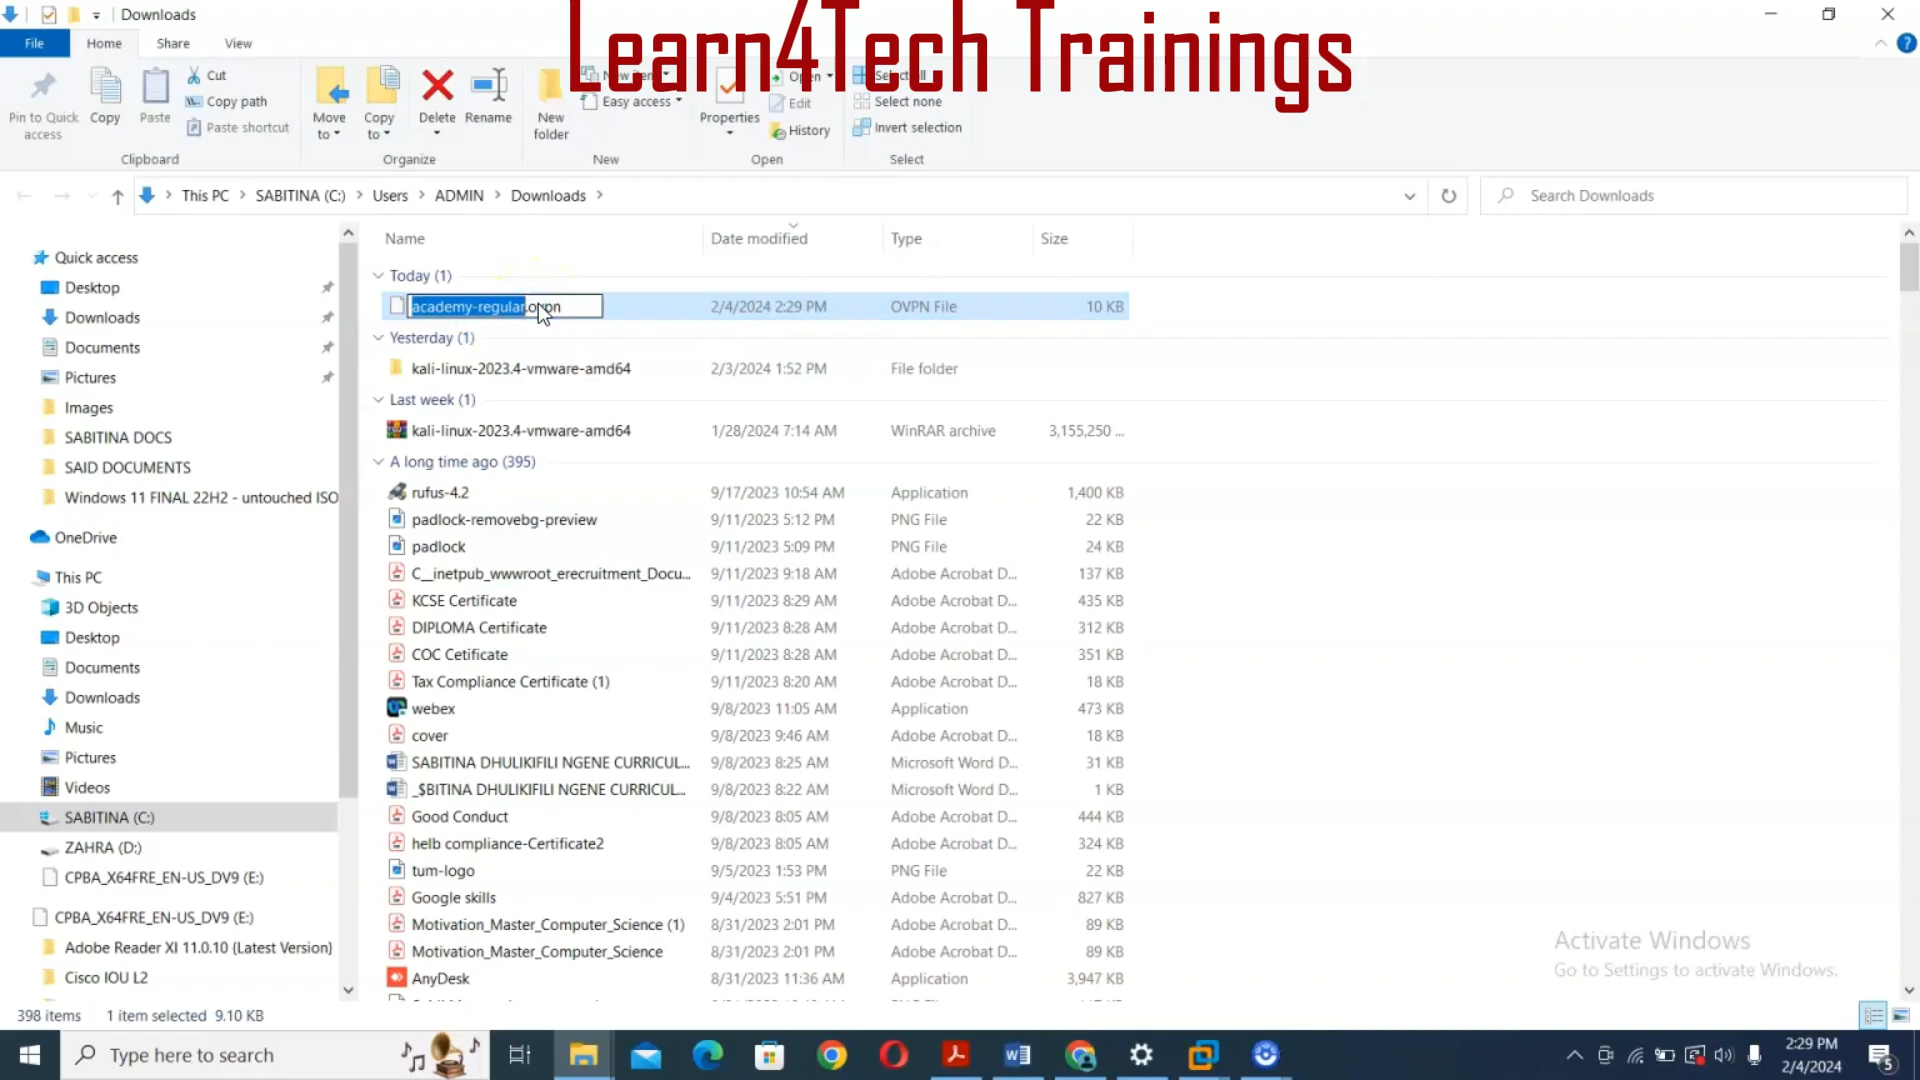 Downloads
Learn4Tech Trainings
File
Home
Share
View
Pin to Quick access
Copy
Paste
Cut
Copy path
Paste shortcut
Clipboard
Move to
Copy to
Delete
Rename
Organize
New folder
New item
Easy access
New
Properties
Open
Edit
History
Open
Select all
Select none
Invert selection
Select
This PC > SABITINA (C:) > Users > ADMIN > Downloads >
Search Downloads
Quick access
Desktop
Downloads
Documents
Pictures
Images
SABITINA DOCS
SAID DOCUMENTS
Windows 11 FINAL 22H2 - untouched ISO
OneDrive
This PC
3D Objects
Desktop
Documents
Downloads
Music
Pictures
Videos
SABITINA (C:)
ZAHRA (D:)
CPBA_X64FRE_EN-US_DV9 (E:)
CPBA_X64FRE_EN-US_DV9 (E:)
Adobe Reader XI 11.0.10 (Latest Version)
Cisco IOU L2
Name Date modified Type Size
Today (1)
academy-regular.ovpn 2/4/2024 2:29 PM OVPN File 10 KB
Yesterday (1)
kali-linux-2023.4-vmware-amd64 2/3/2024 1:52 PM File folder
Last week (1)
kali-linux-2023.4-vmware-amd64 1/28/2024 7:14 AM WinRAR archive 3,155,250 ...
A long time ago (395)
rufus-4.2 9/17/2023 10:54 AM Application 1,400 KB
padlock-removebg-preview 9/11/2023 5:12 PM PNG File 22 KB
padlock 9/11/2023 5:09 PM PNG File 24 KB
C__inetpub_wwwroot_erecruitment_Docu... 9/11/2023 9:18 AM Adobe Acrobat D... 137 KB
KCSE Certificate 9/11/2023 8:29 AM Adobe Acrobat D... 435 KB
DIPLOMA Certificate 9/11/2023 8:28 AM Adobe Acrobat D... 312 KB
COC Cetificate 9/11/2023 8:28 AM Adobe Acrobat D... 351 KB
Tax Compliance Certificate (1) 9/11/2023 8:20 AM Adobe Acrobat D... 18 KB
webex 9/8/2023 11:05 AM Application 473 KB
cover 9/8/2023 9:46 AM Adobe Acrobat D... 18 KB
SABITINA DHULIKIFILI NGENE CURRICUL... 9/8/2023 8:25 AM Microsoft Word D... 31 KB
_$BITINA DHULIKIFILI NGENE CURRICUL... 9/8/2023 8:22 AM Microsoft Word D... 1 KB
Good Conduct 9/8/2023 8:05 AM Adobe Acrobat D... 444 KB
helb compliance-Certificate2 9/8/2023 8:05 AM Adobe Acrobat D... 324 KB
tum-logo 9/5/2023 1:53 PM PNG File 22 KB
Google skills 9/4/2023 5:51 PM Adobe Acrobat D... 827 KB
Motivation_Master_Computer_Science (1) 8/31/2023 2:01 PM Adobe Acrobat D... 89 KB
Motivation_Master_Computer_Science 8/31/2023 2:01 PM Adobe Acrobat D... 89 KB
AnyDesk 8/31/2023 11:36 AM Application 3,947 KB
Activate Windows
Go to Settings to activate Windows.
398 items 1 item selected 9.10 KB
Type here to search
2:29 PM
2/4/2024
5